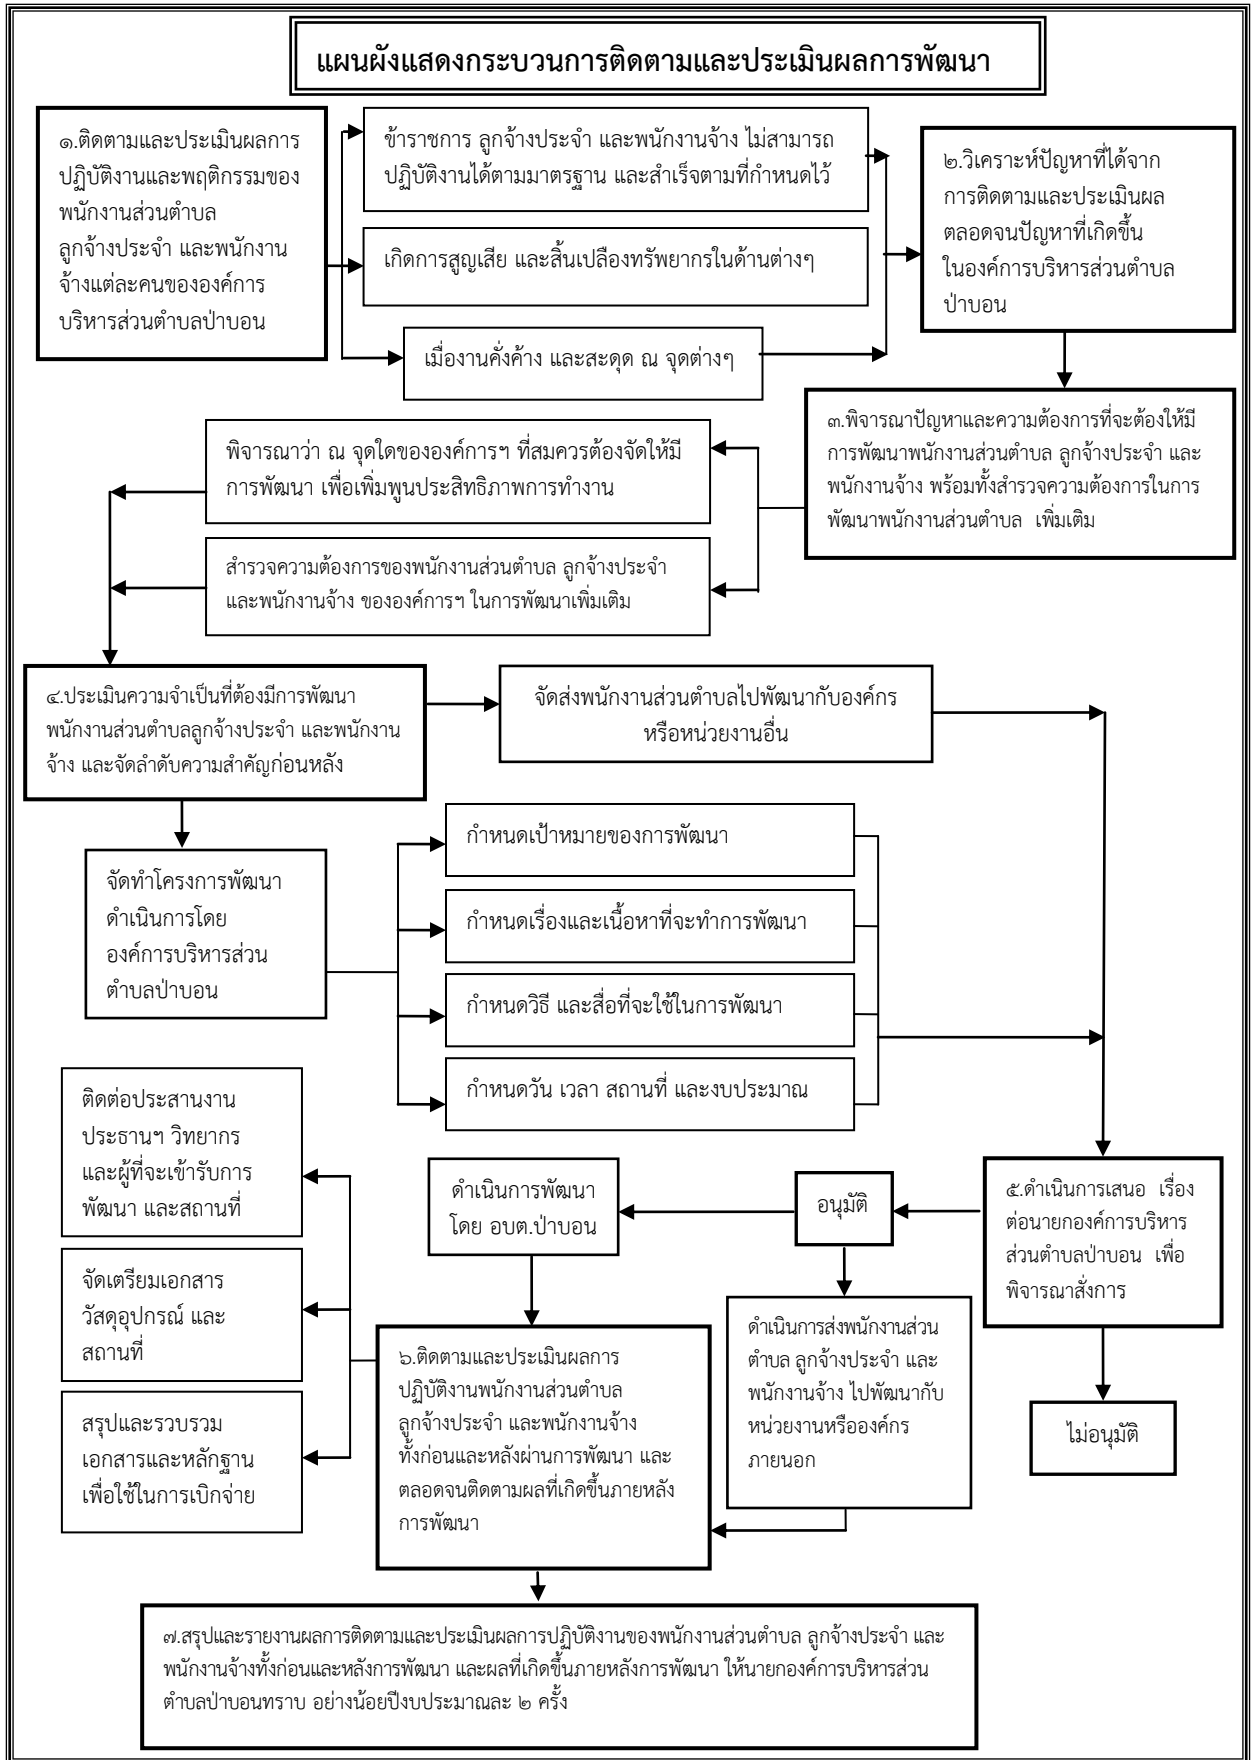 แผนผังแสดงกระบวนการติดตามและประเมินผลการพัฒนา
๑.ติดตามและประเมินผลการ
ปฏิบัติงานและพฤติกรรมของ
พนักงานส่วนตำบล
ลูกจ้างประจำ และพนักงาน
จ้างแต่ละคนขององค์การ
บริหารส่วนตำบลป่าบอน
ข้าราชการ ลูกจ้างประจำ และพนักงานจ้าง ไม่สามารถ
ปฏิบัติงานได้ตามมาตรฐาน และสำเร็จตามที่กำหนดไว้
เกิดการสูญเสีย และสิ้นเปลืองทรัพยากรในด้านต่างๆ
เมื่องานคั่งค้าง และสะดุด ณ จุดต่างๆ
๒.วิเคราะห์ปัญหาที่ได้จาก
การติดตามและประเมินผล
ตลอดจนปัญหาที่เกิดขึ้น
ในองค์การบริหารส่วนตำบล
ป่าบอน
๓.พิจารณาปัญหาและความต้องการที่จะต้องให้มี
การพัฒนาพนักงานส่วนตำบล ลูกจ้างประจำ และ
พนักงานจ้าง พร้อมทั้งสำรวจความต้องการในการ
พัฒนาพนักงานส่วนตำบล เพิ่มเติม
พิจารณาว่า ณ จุดใดขององค์การฯ ที่สมควรต้องจัดให้มี
การพัฒนา เพื่อเพิ่มพูนประสิทธิภาพการทำงาน
สำรวจความต้องการของพนักงานส่วนตำบล ลูกจ้างประจำ
และพนักงานจ้าง ขององค์การฯ ในการพัฒนาเพิ่มเติม
๔.ประเมินความจำเป็นที่ต้องมีการพัฒนา
พนักงานส่วนตำบลลูกจ้างประจำ และพนักงาน
จ้าง และจัดลำดับความสำคัญก่อนหลัง
จัดส่งพนักงานส่วนตำบลไปพัฒนากับองค์กร
หรือหน่วยงานอื่น
จัดทำโครงการพัฒนา
ดำเนินการโดย
องค์การบริหารส่วน
ตำบลป่าบอน
กำหนดเป้าหมายของการพัฒนา
กำหนดเรื่องและเนื้อหาที่จะทำการพัฒนา
กำหนดวิธี และสื่อที่จะใช้ในการพัฒนา
กำหนดวัน เวลา สถานที่ และงบประมาณ
๕.ดำเนินการเสนอ เรื่อง
ต่อนายกองค์การบริหาร
ส่วนตำบลป่าบอน เพื่อ
พิจารณาสั่งการ
อนุมัติ
ไม่อนุมัติ
ดำเนินการพัฒนา
โดย อบต.ป่าบอน
ดำเนินการส่งพนักงานส่วน
ตำบล ลูกจ้างประจำ และ
พนักงานจ้าง ไปพัฒนากับ
หน่วยงานหรือองค์กร
ภายนอก
ติดต่อประสานงาน
ประธานฯ วิทยากร
และผู้ที่จะเข้ารับการ
พัฒนา และสถานที่
จัดเตรียมเอกสาร
วัสดุอุปกรณ์ และ
สถานที่
สรุปและรวบรวม
เอกสารและหลักฐาน
เพื่อใช้ในการเบิกจ่าย
๖.ติดตามและประเมินผลการ
ปฏิบัติงานพนักงานส่วนตำบล
ลูกจ้างประจำ และพนักงานจ้าง
ทั้งก่อนและหลังผ่านการพัฒนา และ
ตลอดจนติดตามผลที่เกิดขึ้นภายหลัง
การพัฒนา
๗.สรุปและรายงานผลการติดตามและประเมินผลการปฏิบัติงานของพนักงานส่วนตำบล ลูกจ้างประจำ และ
พนักงานจ้างทั้งก่อนและหลังการพัฒนา และผลที่เกิดขึ้นภายหลังการพัฒนา ให้นายกองค์การบริหารส่วน
ตำบลป่าบอนทราบ อย่างน้อยปีงบประมาณละ ๒ ครั้ง